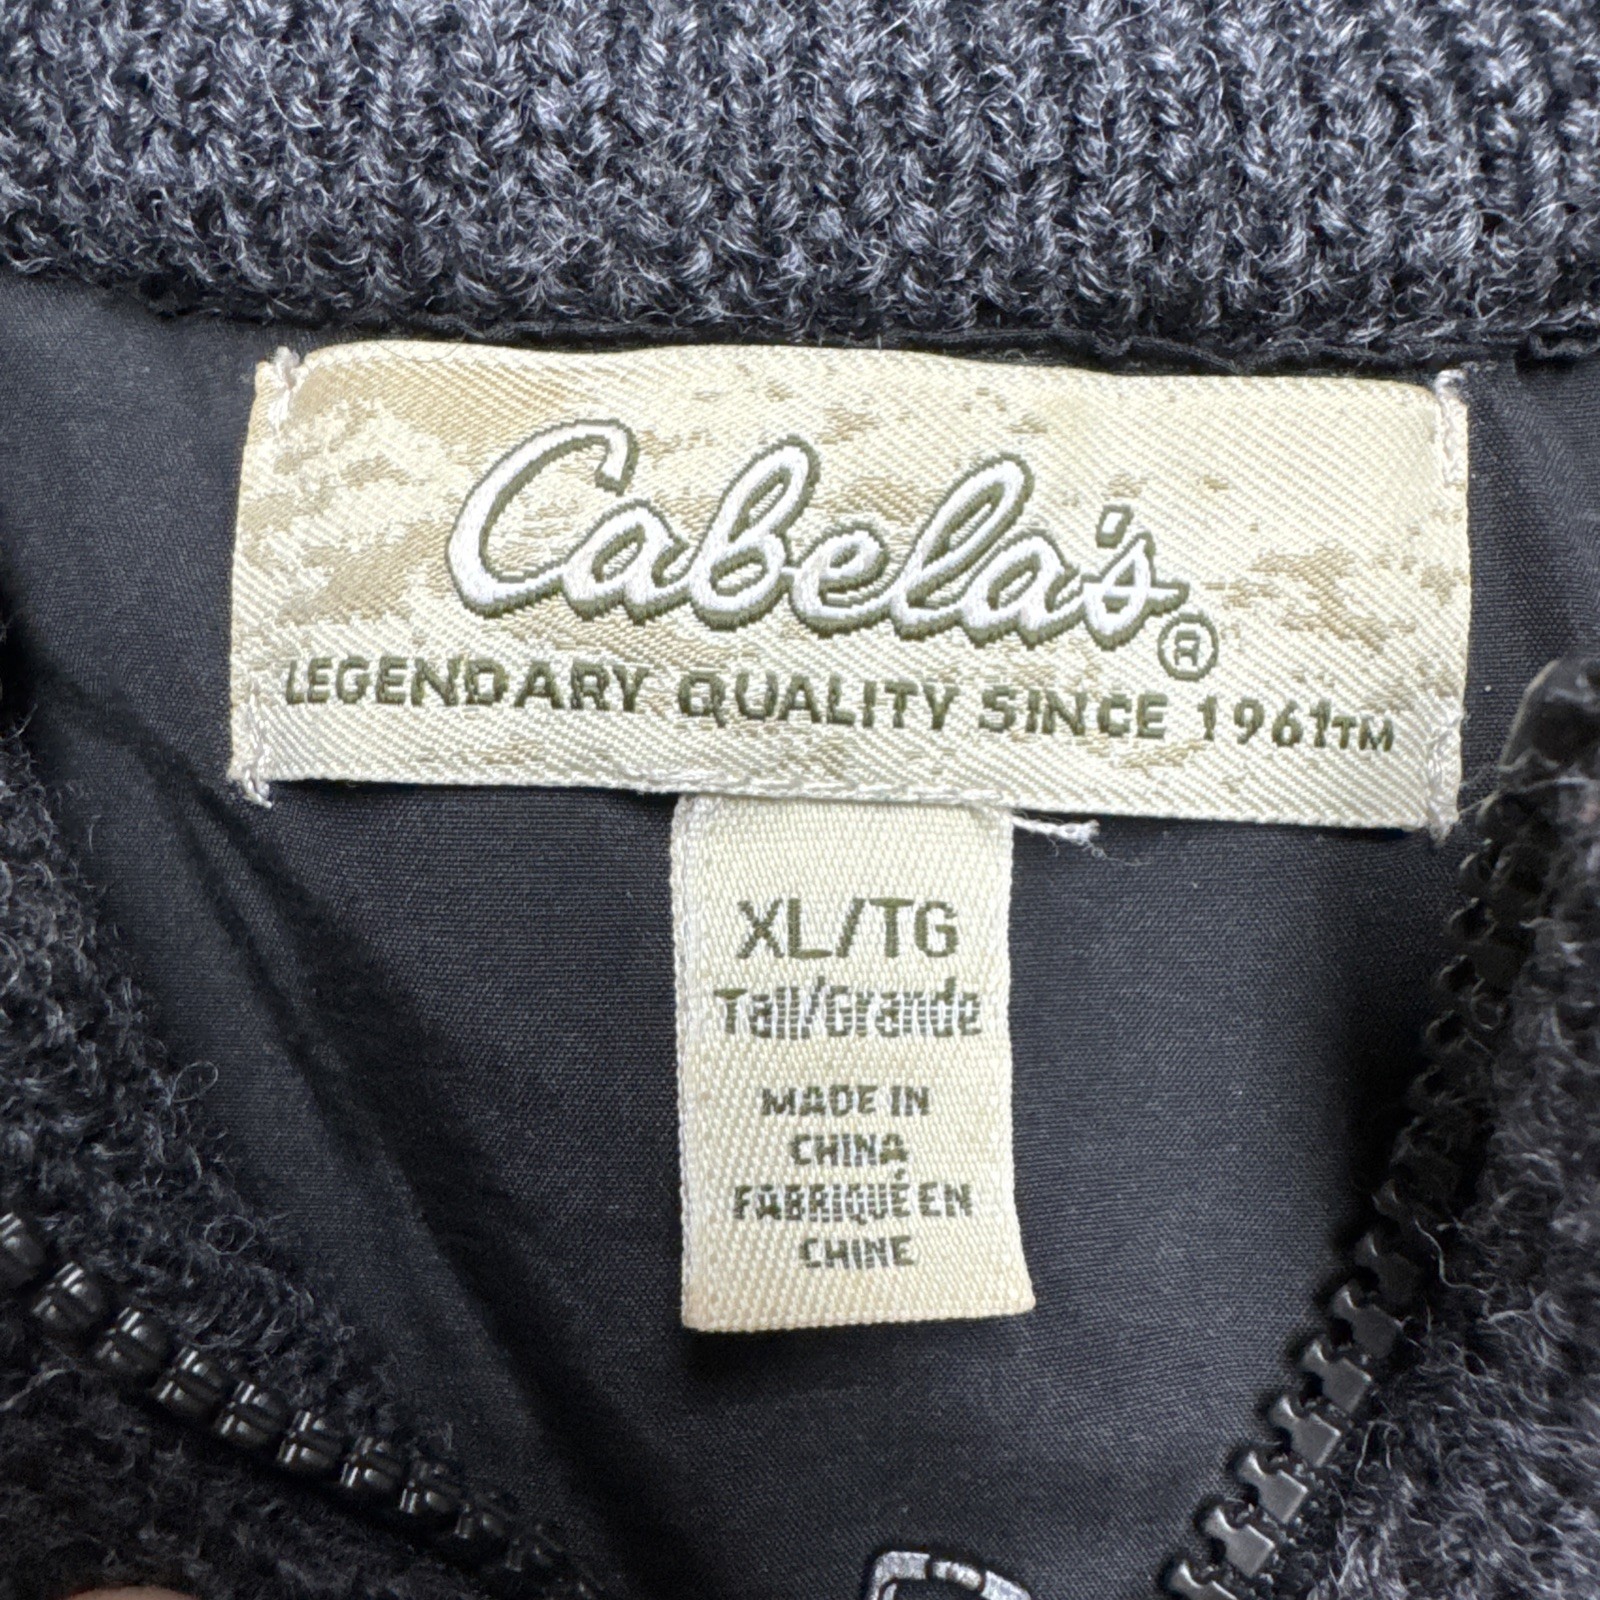 Cabela's®
LEGENDARY QUALITY SINCE 1961™
XL/TG
Tall/Grande
MADE IN
CHINA
FABRIQUÉ EN
CHINE